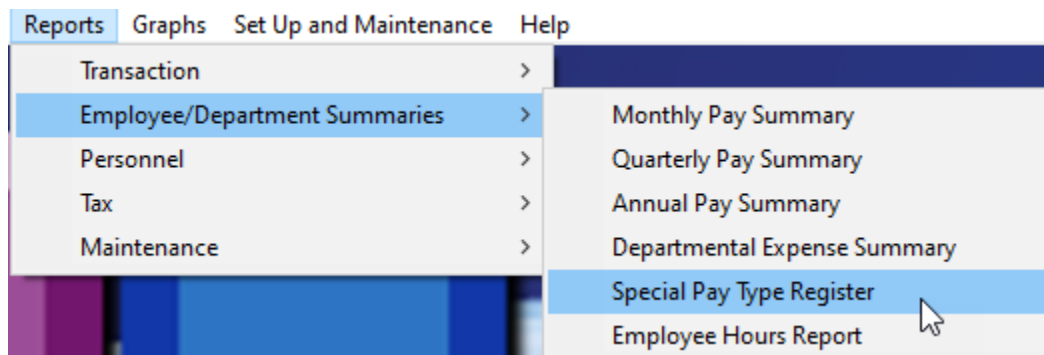 Reports Graphs Set Up and Maintenance Help
Transaction
Employee/Department Summaries
Personnel
Tax
Maintenance
Monthly Pay Summary
Quarterly Pay Summary
Annual Pay Summary
Departmental Expense Summary
Special Pay Type Register
Employee Hours Report